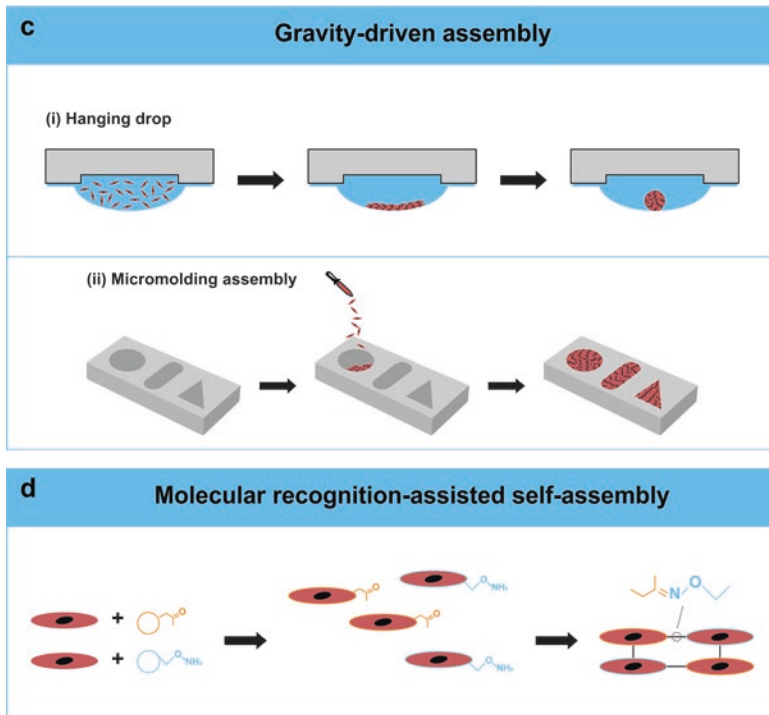 c
Gravity-driven assembly
(i) Hanging drop
(ii) Micromolding assembly
d
Molecular recognition-assisted self-assembly
+
O
+
O
NH₂
O
O
NH₂
O
NH₂
N
O